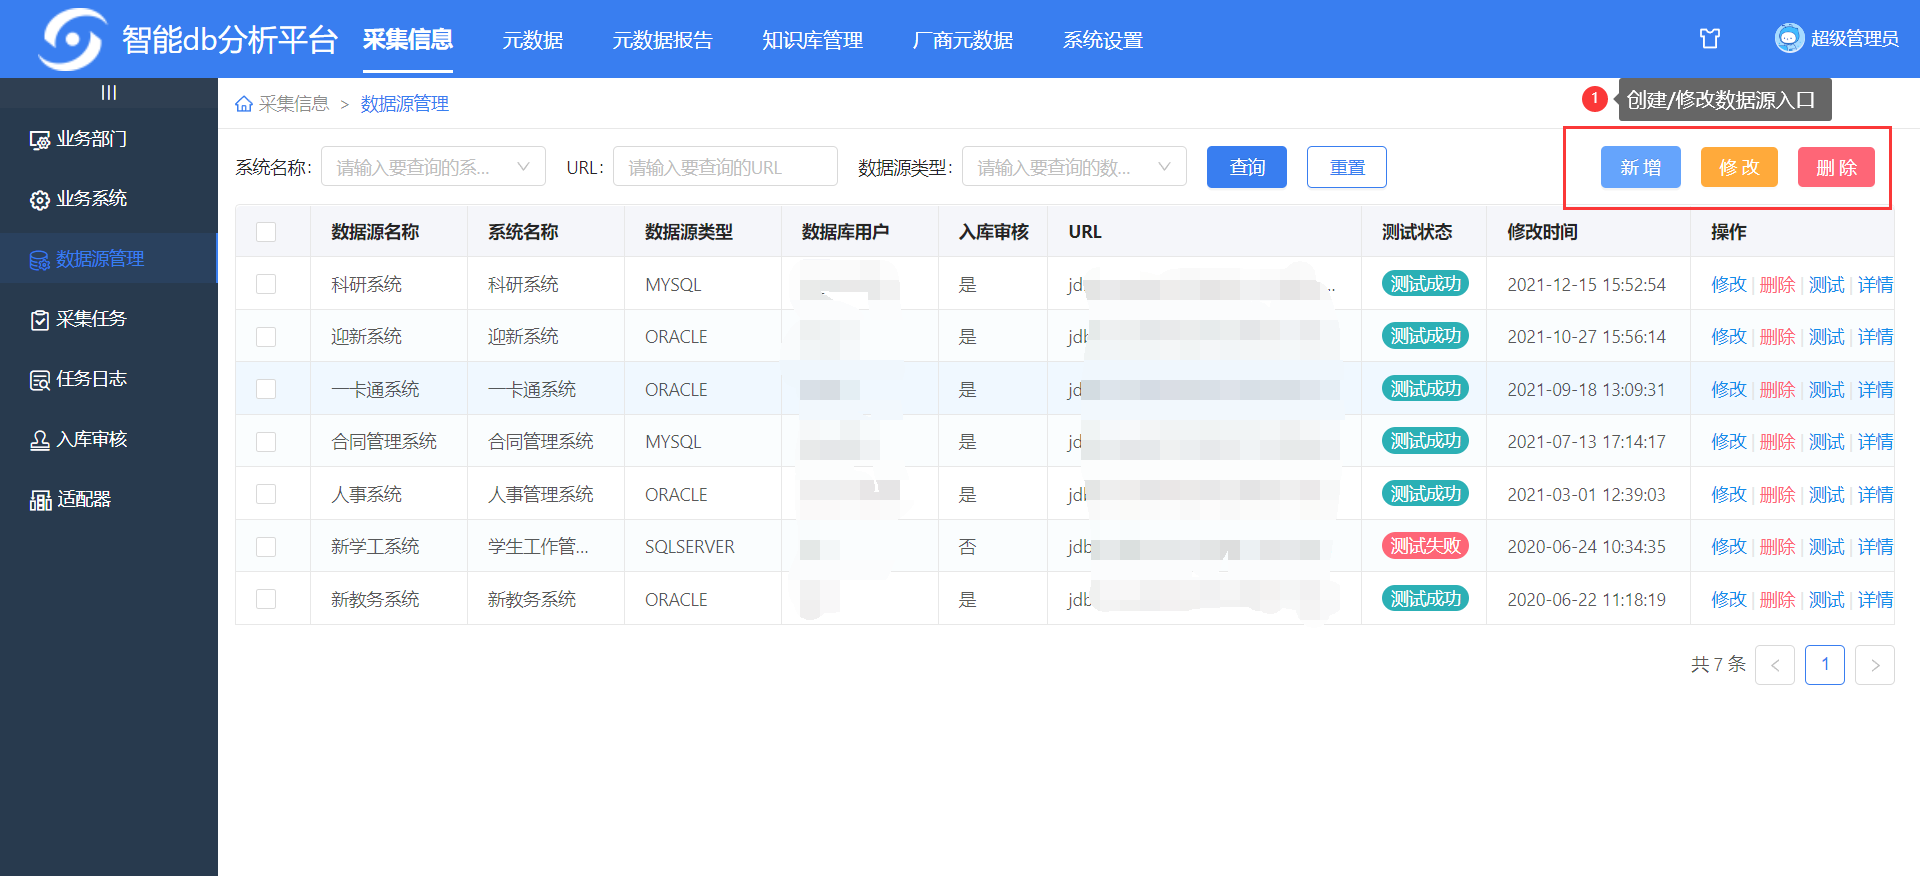 智能db分析平台 采集信息 元数据 元数据报告 知识库管理 厂商元数据 系统设置 超级管理员
采集信息 > 数据源管理
1 创建/修改数据源入口
业务部门
业务系统
数据源管理
采集任务
任务日志
入库审核
适配器
系统名称: 请输入要查询的系... URL: 请输入要查询的URL 数据源类型: 请输入要查询的数... 查询 重置 新 增 修 改 删 除
数据源名称 系统名称 数据源类型 数据库用户 入库审核 URL 测试状态 修改时间 操作
科研系统 科研系统 MYSQL 是 jd ... 测试成功 2021-12-15 15:52:54 修改 | 删除 | 测试 | 详情
迎新系统 迎新系统 ORACLE 是 jdb 测试成功 2021-10-27 15:56:14 修改 | 删除 | 测试 | 详情
一卡通系统 一卡通系统 ORACLE 是 jd 测试成功 2021-09-18 13:09:31 修改 | 删除 | 测试 | 详情
合同管理系统 合同管理系统 MYSQL 是 jd 测试成功 2021-07-13 17:14:17 修改 | 删除 | 测试 | 详情
人事系统 人事管理系统 ORACLE 是 jdb 测试成功 2021-03-01 12:39:03 修改 | 删除 | 测试 | 详情
新学工系统 学生工作管... SQLSERVER 否 jdb 测试失败 2020-06-24 10:34:35 修改 | 删除 | 测试 | 详情
新教务系统 新教务系统 ORACLE 是 jdb 测试成功 2020-06-22 11:18:19 修改 | 删除 | 测试 | 详情
共 7 条 < 1 >